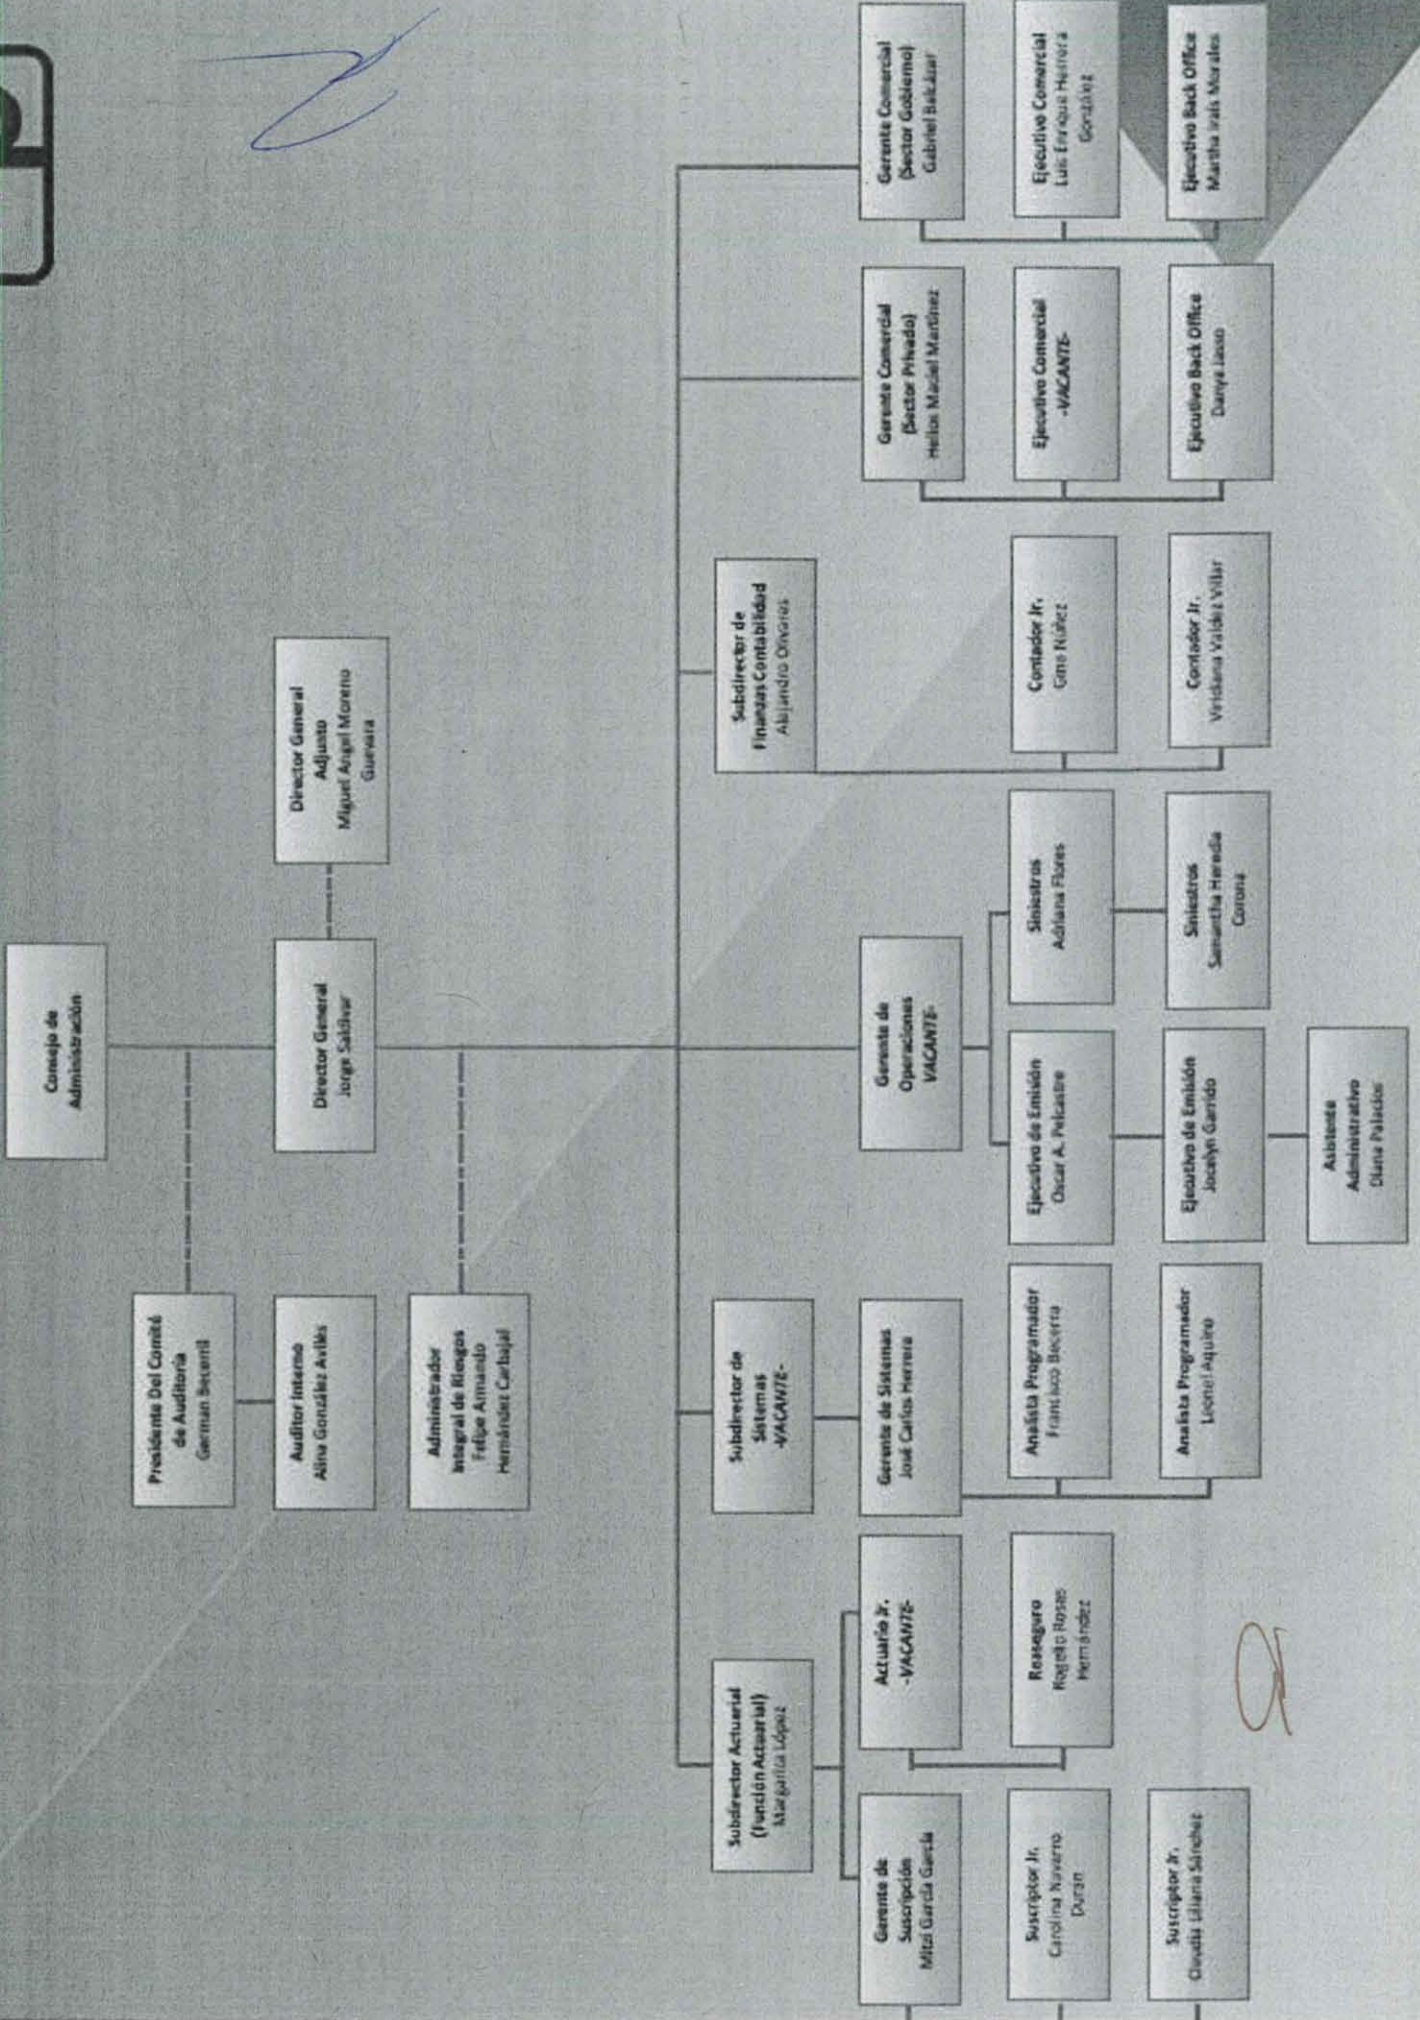 Consejo de
Administración
Presidente Del Comité
de Auditoría
German Becerril
Auditor Interno
Alina González Avilés
Director General
Jorge Saldivar
Director General
Adjunto
Miguel Angel Moreno
Guevara
Administrador
Integral de Riesgos
Felipe Armando
Hernández Carbajal
Subdirector Actuarial
(Función Actuarial)
Margarita López
Subdirector de
Sistemas
-VACANTE-
Subdirector de
Finanzas Contabilidad
Alejandro Olivares
Gerente de
Suscripción
Mitzi García García
Actuario Jr.
-VACANTE-
Gerente de Sistemas
José Carlos Herrera
Gerente de
Operaciones
VACANTE-
Gerente Comercial
(Sector Privado)
Helios Maciel Martínez
Gerente Comercial
(Sector Gobierno)
Gabriel Balcázar
Suscriptor Jr.
Carolina Navarro
Durán
Reaseguro
Rogelio Rosas
Hernández
Analista Programador
Francisco Becerra
Ejecutivo de Emisión
Oscar A. Pelcastre
Siniestros
Adriana Flores
Contador Jr.
Gino Núñez
Ejecutivo Comercial
-VACANTE-
Ejecutivo Comercial
Luis Enrique Herrera
González
Suscriptor Jr.
Claudia Liliana Sánchez
Analista Programador
Leonel Aquino
Ejecutivo de Emisión
Jocelyn Garrido
Siniestros
Samantha Heredia
Corona
Contador Jr.
Viridiana Valdez Villar
Ejecutivo Back Office
Danya Jasso
Ejecutivo Back Office
Martha Irais Morales
Asistente
Administrativo
Diana Palacios